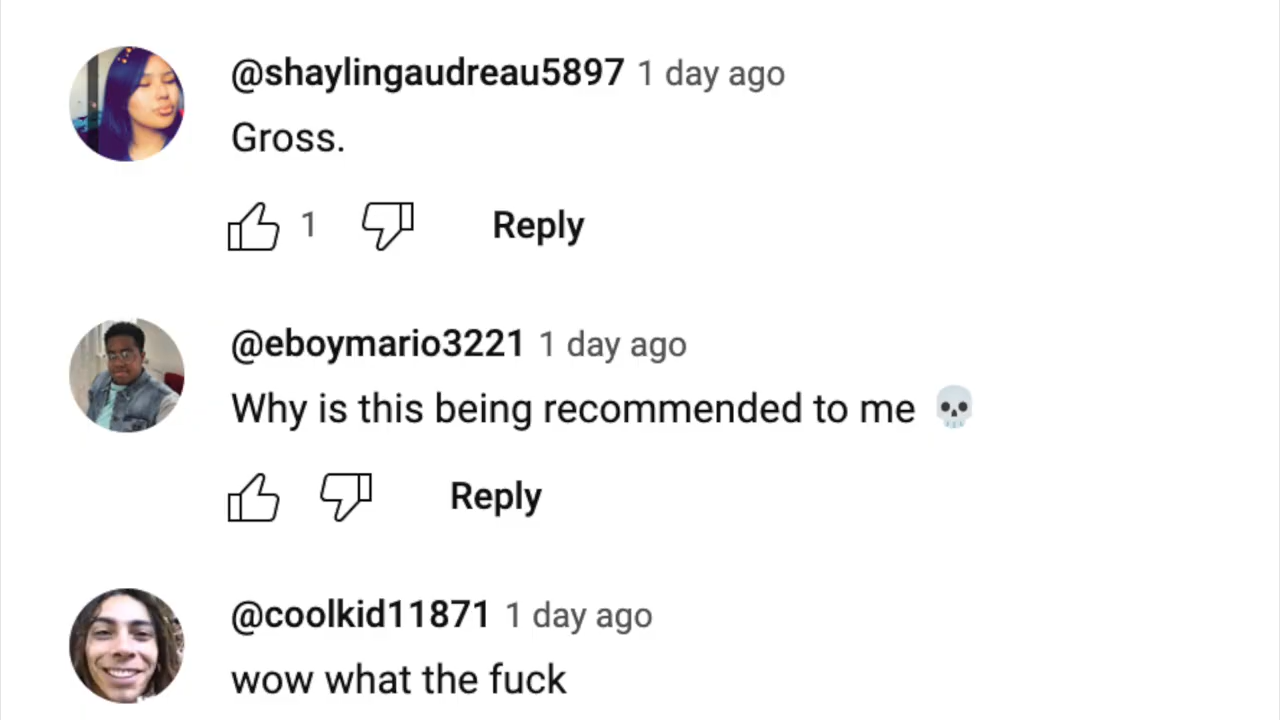 @shaylingaudreau5897 1 day ago
Gross.
1 Reply
@eboymario3221 1 day ago
Why is this being recommended to me 💀
Reply
@coolkid11871 1 day ago
wow what the fuck